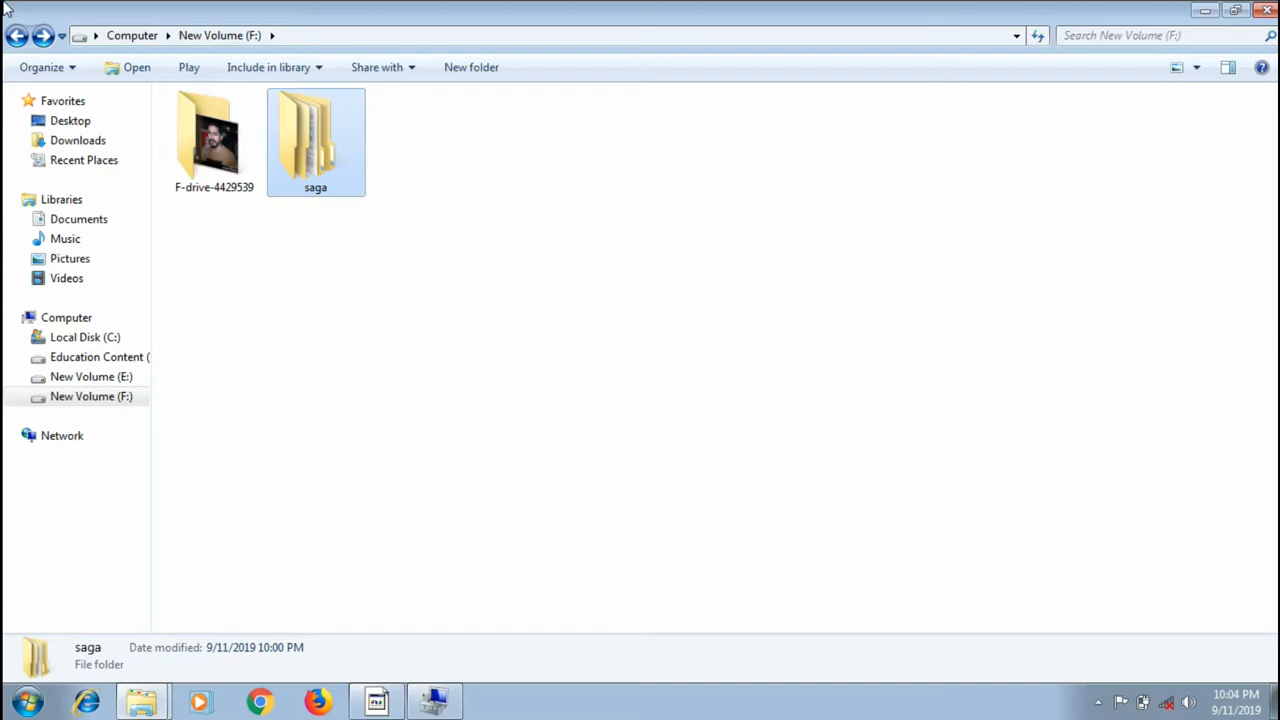 Computer New Volume (F:)
Search New Volume (F:)
Organize Open Play Include in library Share with New folder
Favorites
Desktop
Downloads
Recent Places
Libraries
Documents
Music
Pictures
Videos
Computer
Local Disk (C:)
Education Content (
New Volume (E:)
New Volume (F:)
Network
F-drive-4429539
saga
saga Date modified: 9/11/2019 10:00 PM
File folder
10:04 PM
9/11/2019